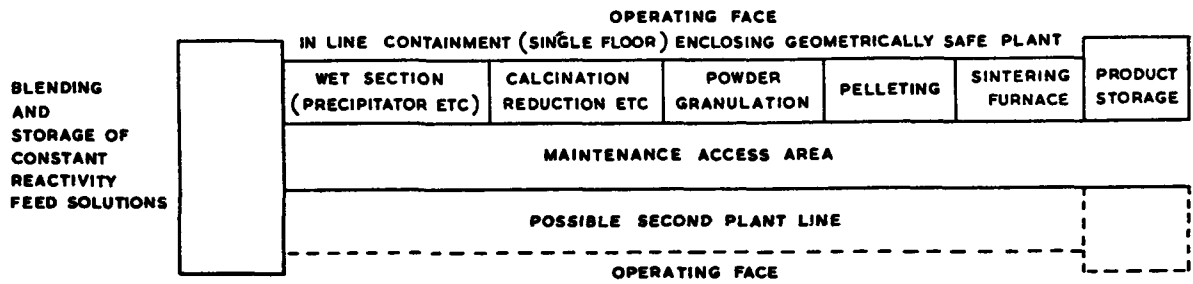 OPERATING FACE
IN LINE CONTAINMENT (SINGLE FLOOR) ENCLOSING GEOMETRICALLY SAFE PLANT
BLENDING
AND
STORAGE OF
CONSTANT
REACTIVITY
FEED SOLUTIONS
WET SECTION
(PRECIPITATOR ETC)
CALCINATION
REDUCTION ETC
POWDER
GRANULATION
PELLETING
SINTERING
FURNACE
PRODUCT
STORAGE
MAINTENANCE ACCESS AREA
POSSIBLE SECOND PLANT LINE
OPERATING FACE